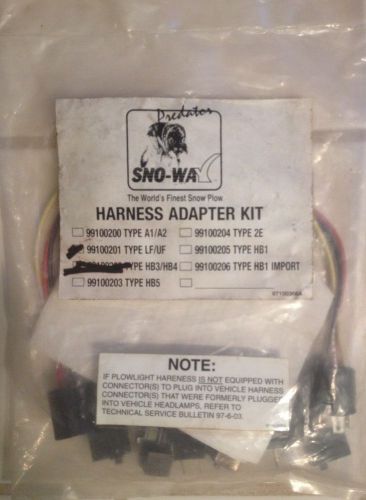 Predator
SNO-WAY
The World's Finest Snow Plow.
HARNESS ADAPTER KIT
99100200 TYPE A1/A2
99100204 TYPE 2E
99100201 TYPE LF/UF
99100205 TYPE HB1
TYPE HB3/HB4
99100206 TYPE HB1 IMPORT
99100203 TYPE HB5
97100366A
NOTE:
IF PLOWLIGHT HARENESS IS NOT EQUIPPED WITH
CONNECTOR(S) TO PLUG INTO VEHICLE HARNESS
CONNECTOR(S) THAT WERE FORMERLY PLUGGED
INTO VEHICLE HEADLAMPS, REFER TO
TECHNICAL SERVICE BULLETIN 97-6-03.